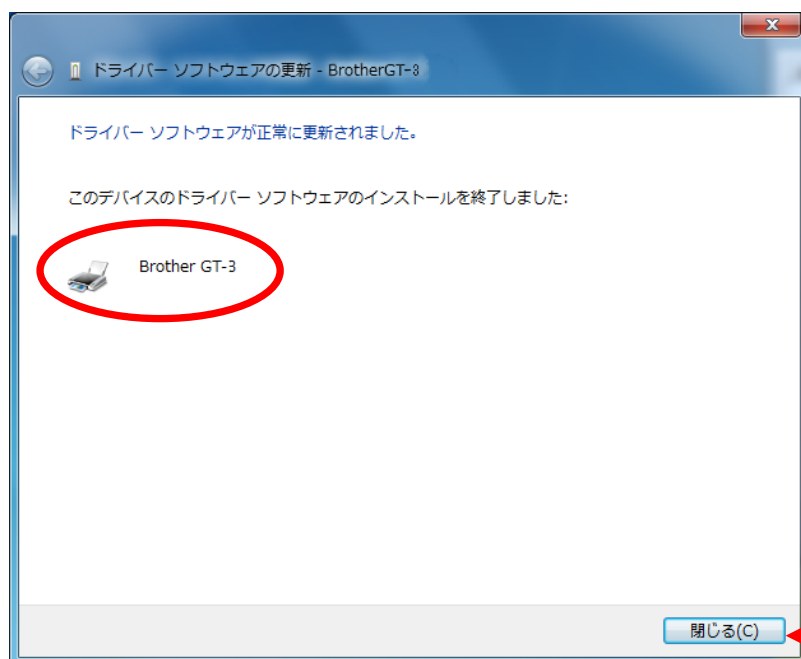 ドライバー ソフトウェアの更新 - BrotherGT-3
ドライバー ソフトウェアが正常に更新されました。
このデバイスのドライバー ソフトウェアのインストールを終了しました:
Brother GT-3
閉じる(C)